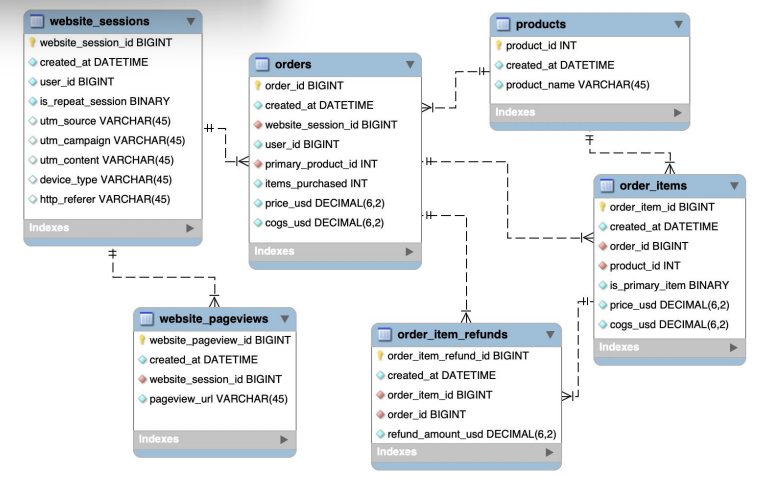 website_sessions
website_session_id BIGINT
created_at DATETIME
user_id BIGINT
is_repeat_session BINARY
utm_source VARCHAR(45)
utm_campaign VARCHAR(45)
utm_content VARCHAR(45)
device_type VARCHAR(45)
http_referer VARCHAR(45)
Indexes
orders
order_id BIGINT
created_at DATETIME
website_session_id BIGINT
user_id BIGINT
primary_product_id INT
items_purchased INT
price_usd DECIMAL(6,2)
cogs_usd DECIMAL(6,2)
Indexes
products
product_id INT
created_at DATETIME
product_name VARCHAR(45)
Indexes
order_items
order_item_id BIGINT
created_at DATETIME
order_id BIGINT
product_id INT
is_primary_item BINARY
price_usd DECIMAL(6,2)
cogs_usd DECIMAL(6,2)
Indexes
website_pageviews
website_pageview_id BIGINT
created_at DATETIME
website_session_id BIGINT
pageview_url VARCHAR(45)
Indexes
order_item_refunds
order_item_refund_id BIGINT
created_at DATETIME
order_item_id BIGINT
order_id BIGINT
refund_amount_usd DECIMAL(6,2)
Indexes